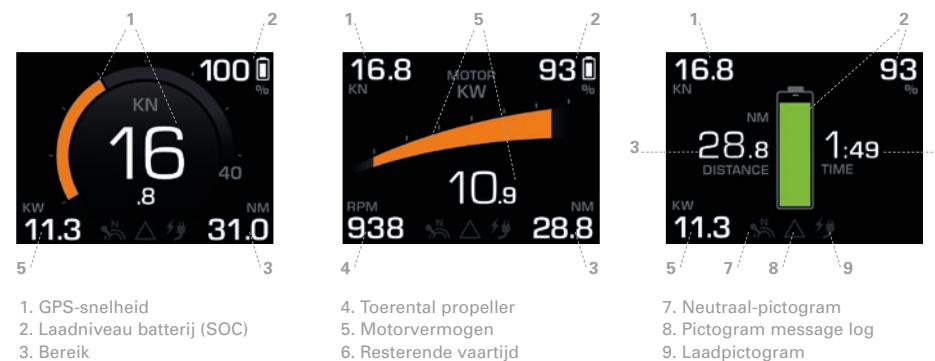 1 2
100
%
KN
16
.8
40
KW
11.3
N
NM
31.0
5 3
1 5 2
16.8
KN
MOTOR
KW
93
%
10.9
RPM
938
N
NM
28.8
4 3
1 2
16.8
KN
93
%
NM
3 28.8
DISTANCE
1:49
TIME
KW
11.3
N
5 7 8 9
1. GPS-snelheid
2. Laadniveau batterij (SOC)
3. Bereik
4. Toerental propeller
5. Motorvermogen
6. Resterende vaartijd
7. Neutraal-pictogram
8. Pictogram message log
9. Laadpictogram